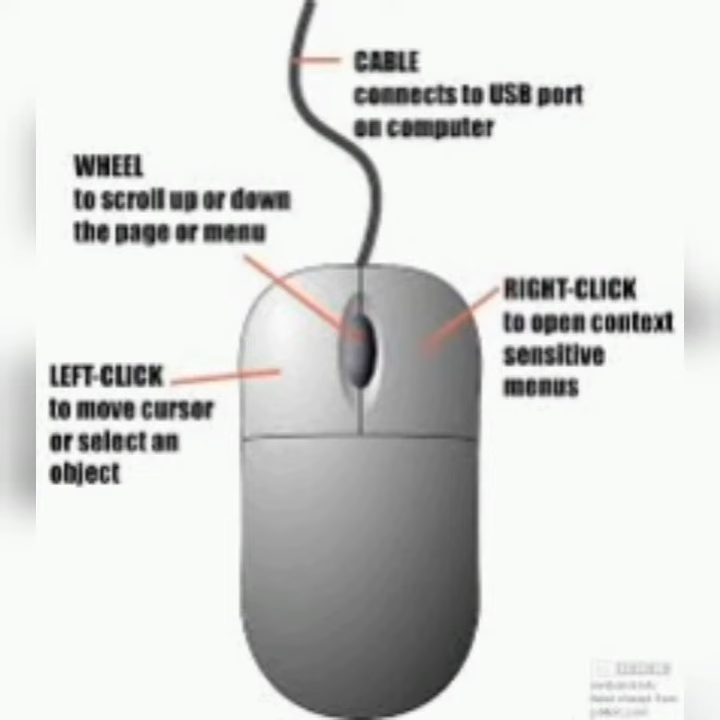 CABLE
connects to USB port
on computer
WHEEL
to scroll up or down
the page or menu
RIGHT-CLICK
to open context
sensitive
menus
LEFT-CLICK
to move cursor
or select an
object